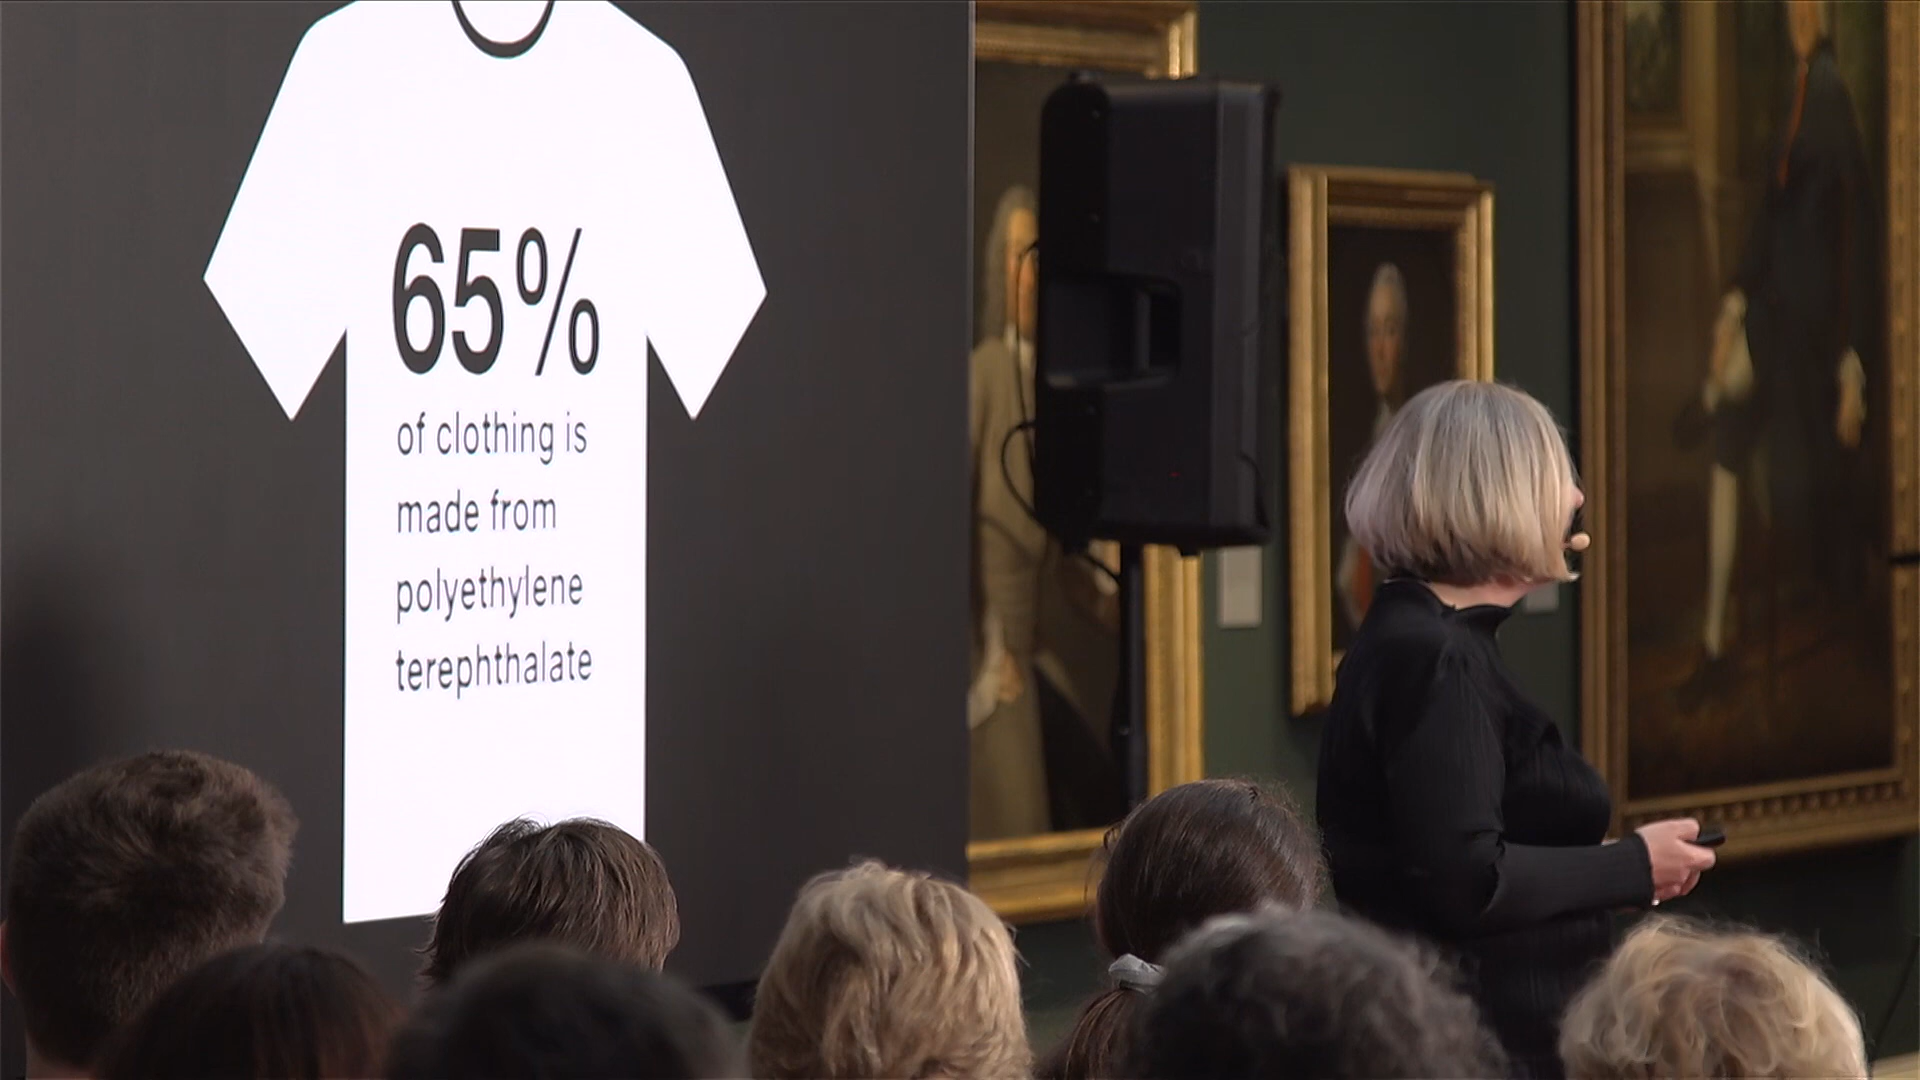 65%
of clothing is
made from
polyethylene
terephthalate